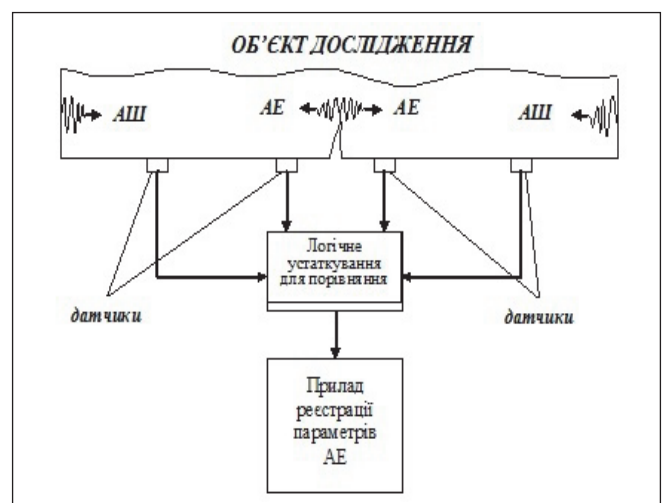 ОБ’ЄКТ ДОСЛІДЖЕННЯ
АШ АЕ АЕ АШ
Логічне
устаткування
для порівняння
датчики датчики
Прилад
реєстрації
параметрів
АЕ